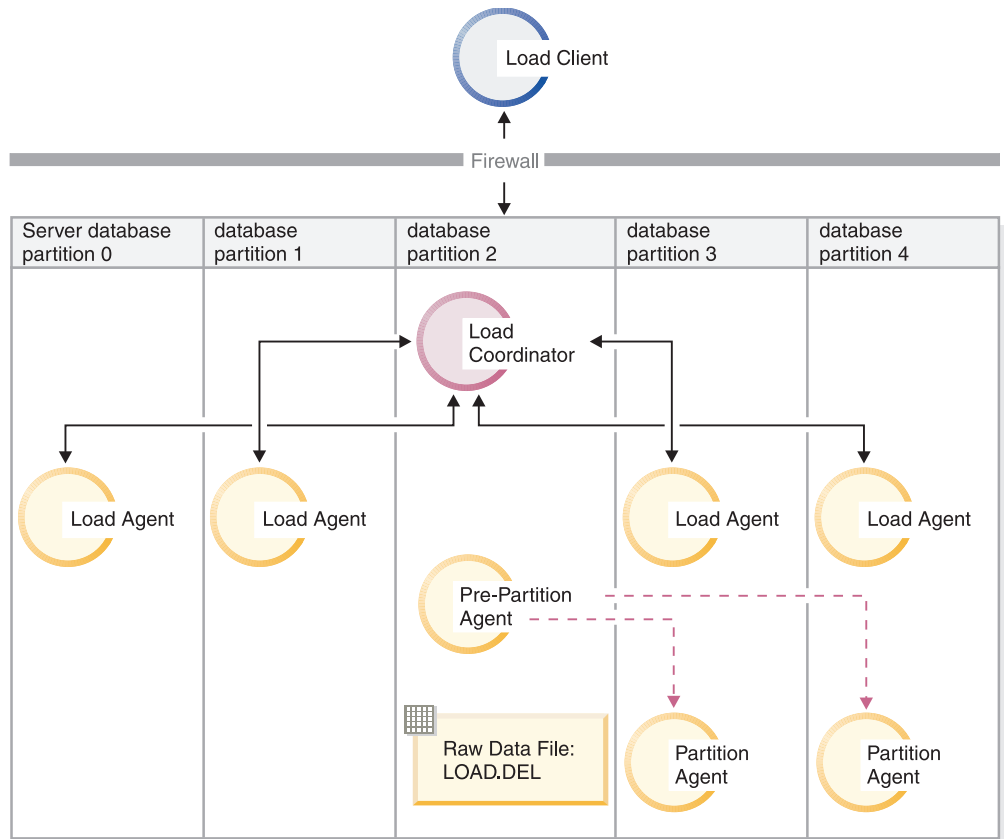 Load Client
Firewall
Server database
partition 0
database
partition 1
database
partition 2
database
partition 3
database
partition 4
Load
Coordinator
Load Agent
Load Agent
Load Agent
Load Agent
Pre-Partition
Agent
Raw Data File:
LOAD.DEL
Partition
Agent
Partition
Agent